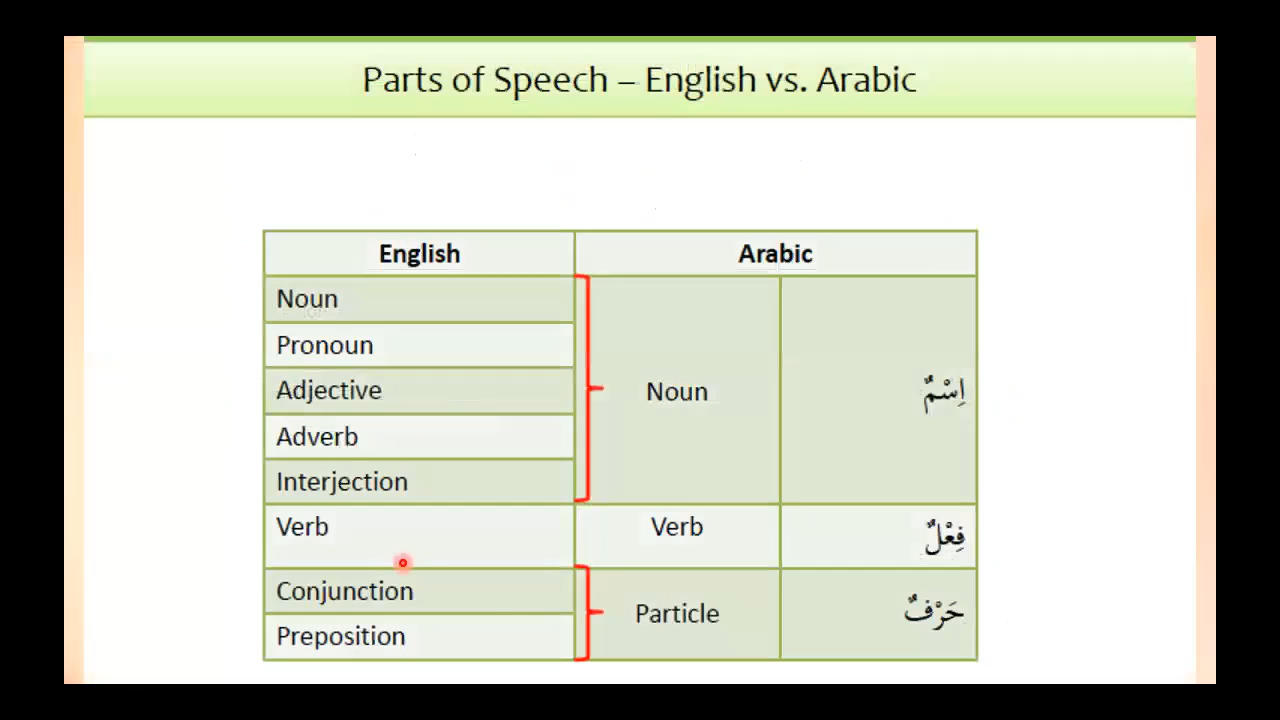 Parts of Speech – English vs. Arabic
English Arabic
Noun
Pronoun
Adjective
Adverb
Interjection
Noun اِسْمٌ
Verb Verb فِعْلٌ
Conjunction
Preposition
Particle حَرْفٌ